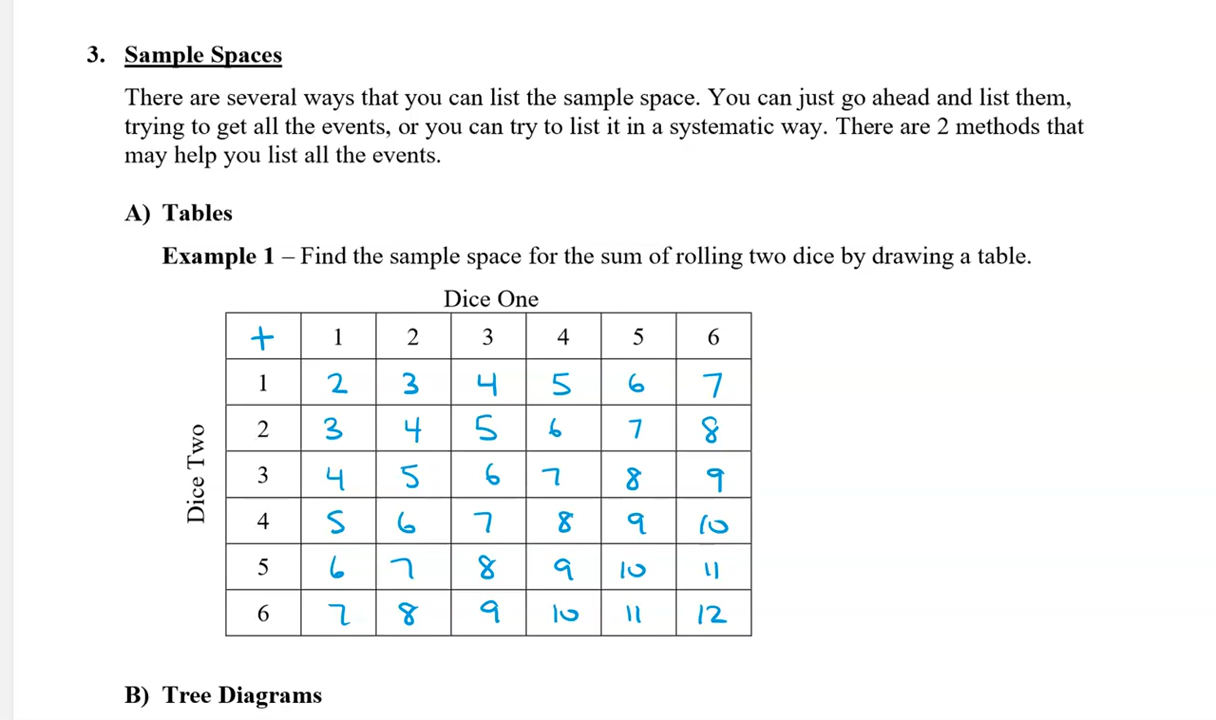 3. Sample Spaces
There are several ways that you can list the sample space. You can just go ahead and list them,
trying to get all the events, or you can try to list it in a systematic way. There are 2 methods that
may help you list all the events.
A) Tables
Example 1 – Find the sample space for the sum of rolling two dice by drawing a table.
Dice One
+ 1 2 3 4 5 6
1 2 3 4 5 6 7
2 3 4 5 6 7 8
Dice Two
3 4 5 6 7 8 9
4 5 6 7 8 9 10
5 6 7 8 9 10 11
6 7 8 9 10 11 12
B) Tree Diagrams